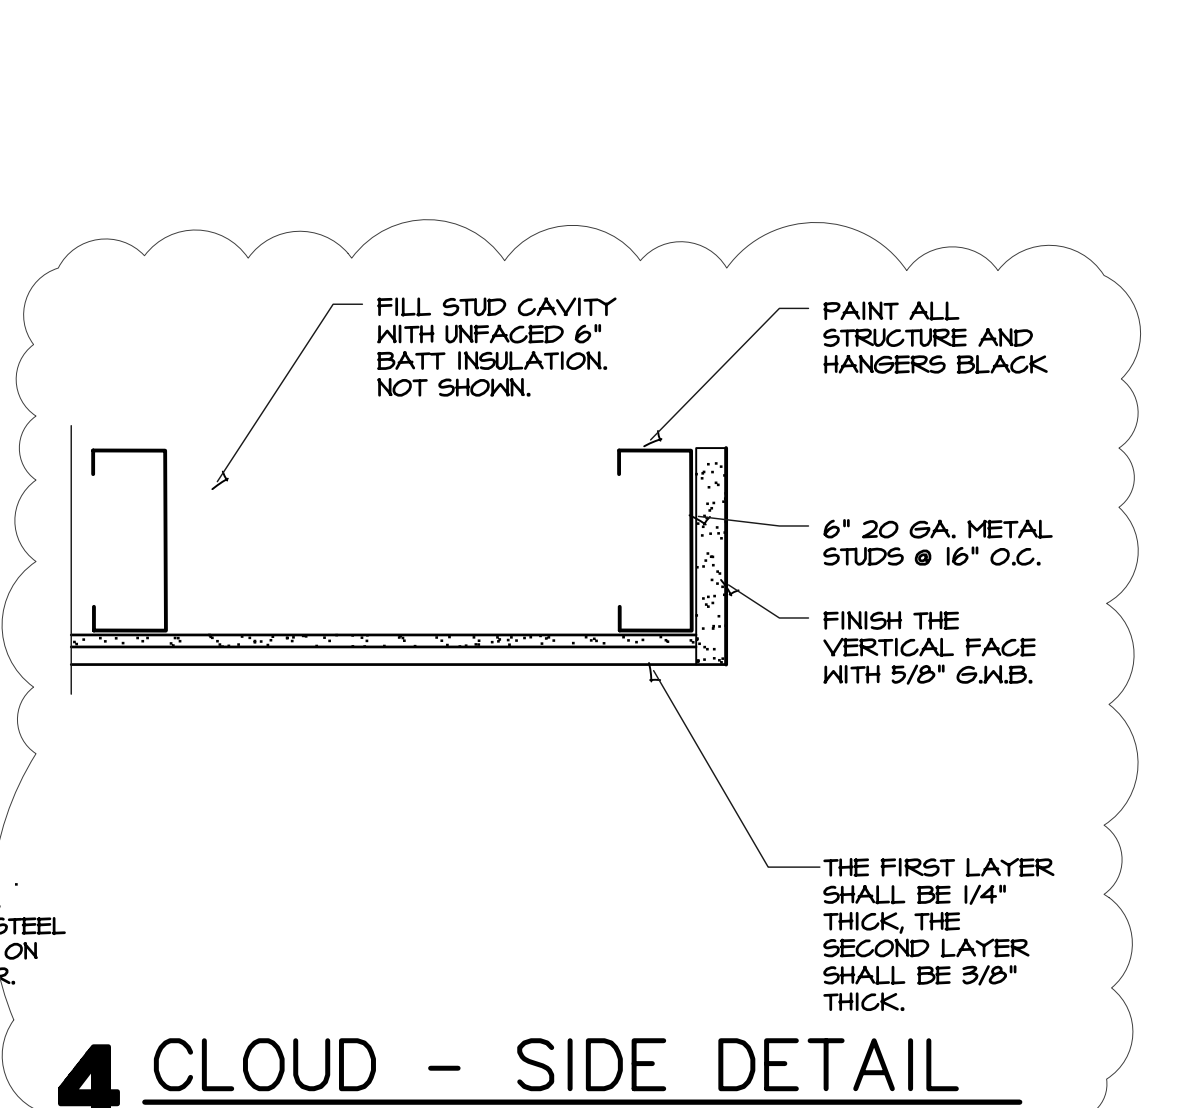 FILL STUD CAVITY
WITH UNFACED 6"
BATT INSULATION.
NOT SHOWN.
PAINT ALL
STRUCTURE AND
HANGERS BLACK
6" 20 GA. METAL
STUDS @ 16" O.C.
FINISH THE
VERTICAL FACE
WITH 5/8" G.W.B.
THE FIRST LAYER
SHALL BE 1/4"
THICK, THE
SECOND LAYER
SHALL BE 3/8"
THICK.
STEEL
ON
R.
4 CLOUD - SIDE DETAIL